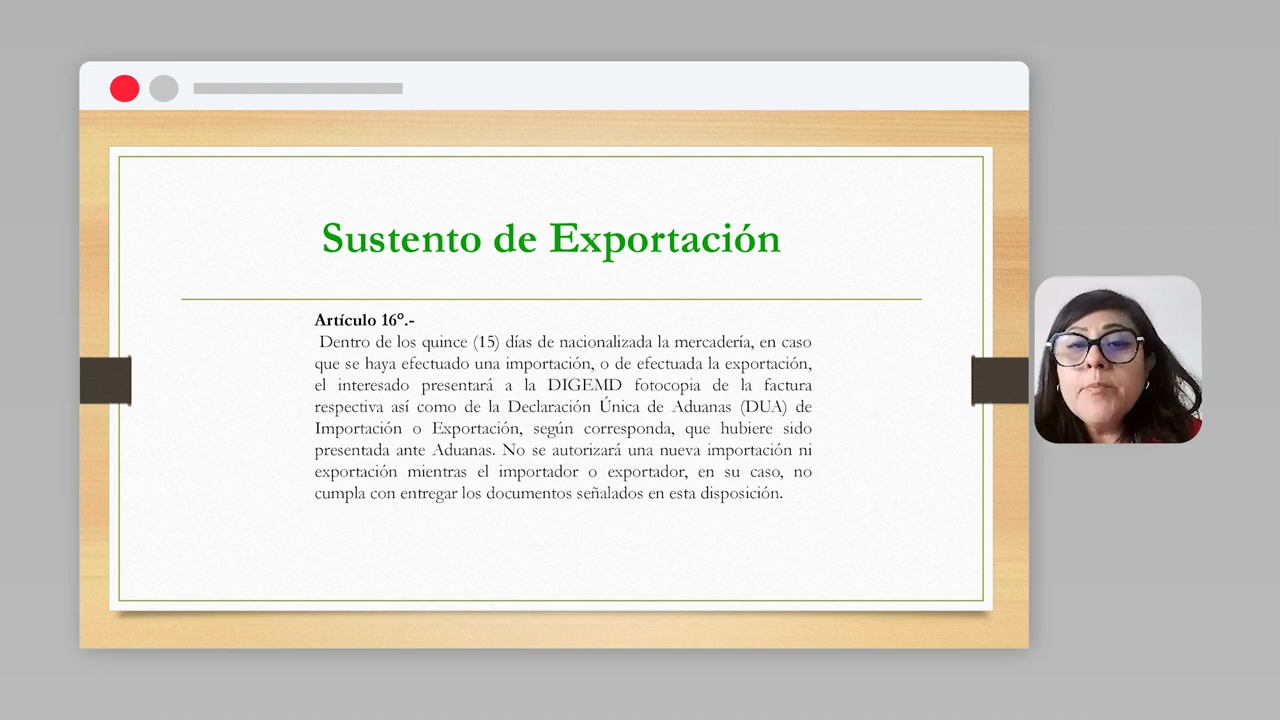 Sustento de Exportación
Artículo 16°.-
Dentro de los quince (15) días de nacionalizada la mercadería, en caso
que se haya efectuado una importación, o de efectuada la exportación,
el interesado presentará a la DIGEMD fotocopia de la factura
respectiva así como de la Declaración Única de Aduanas (DUA) de
Importación o Exportación, según corresponda, que hubiere sido
presentada ante Aduanas. No se autorizará una nueva importación ni
exportación mientras el importador o exportador, en su caso, no
cumpla con entregar los documentos señalados en esta disposición.